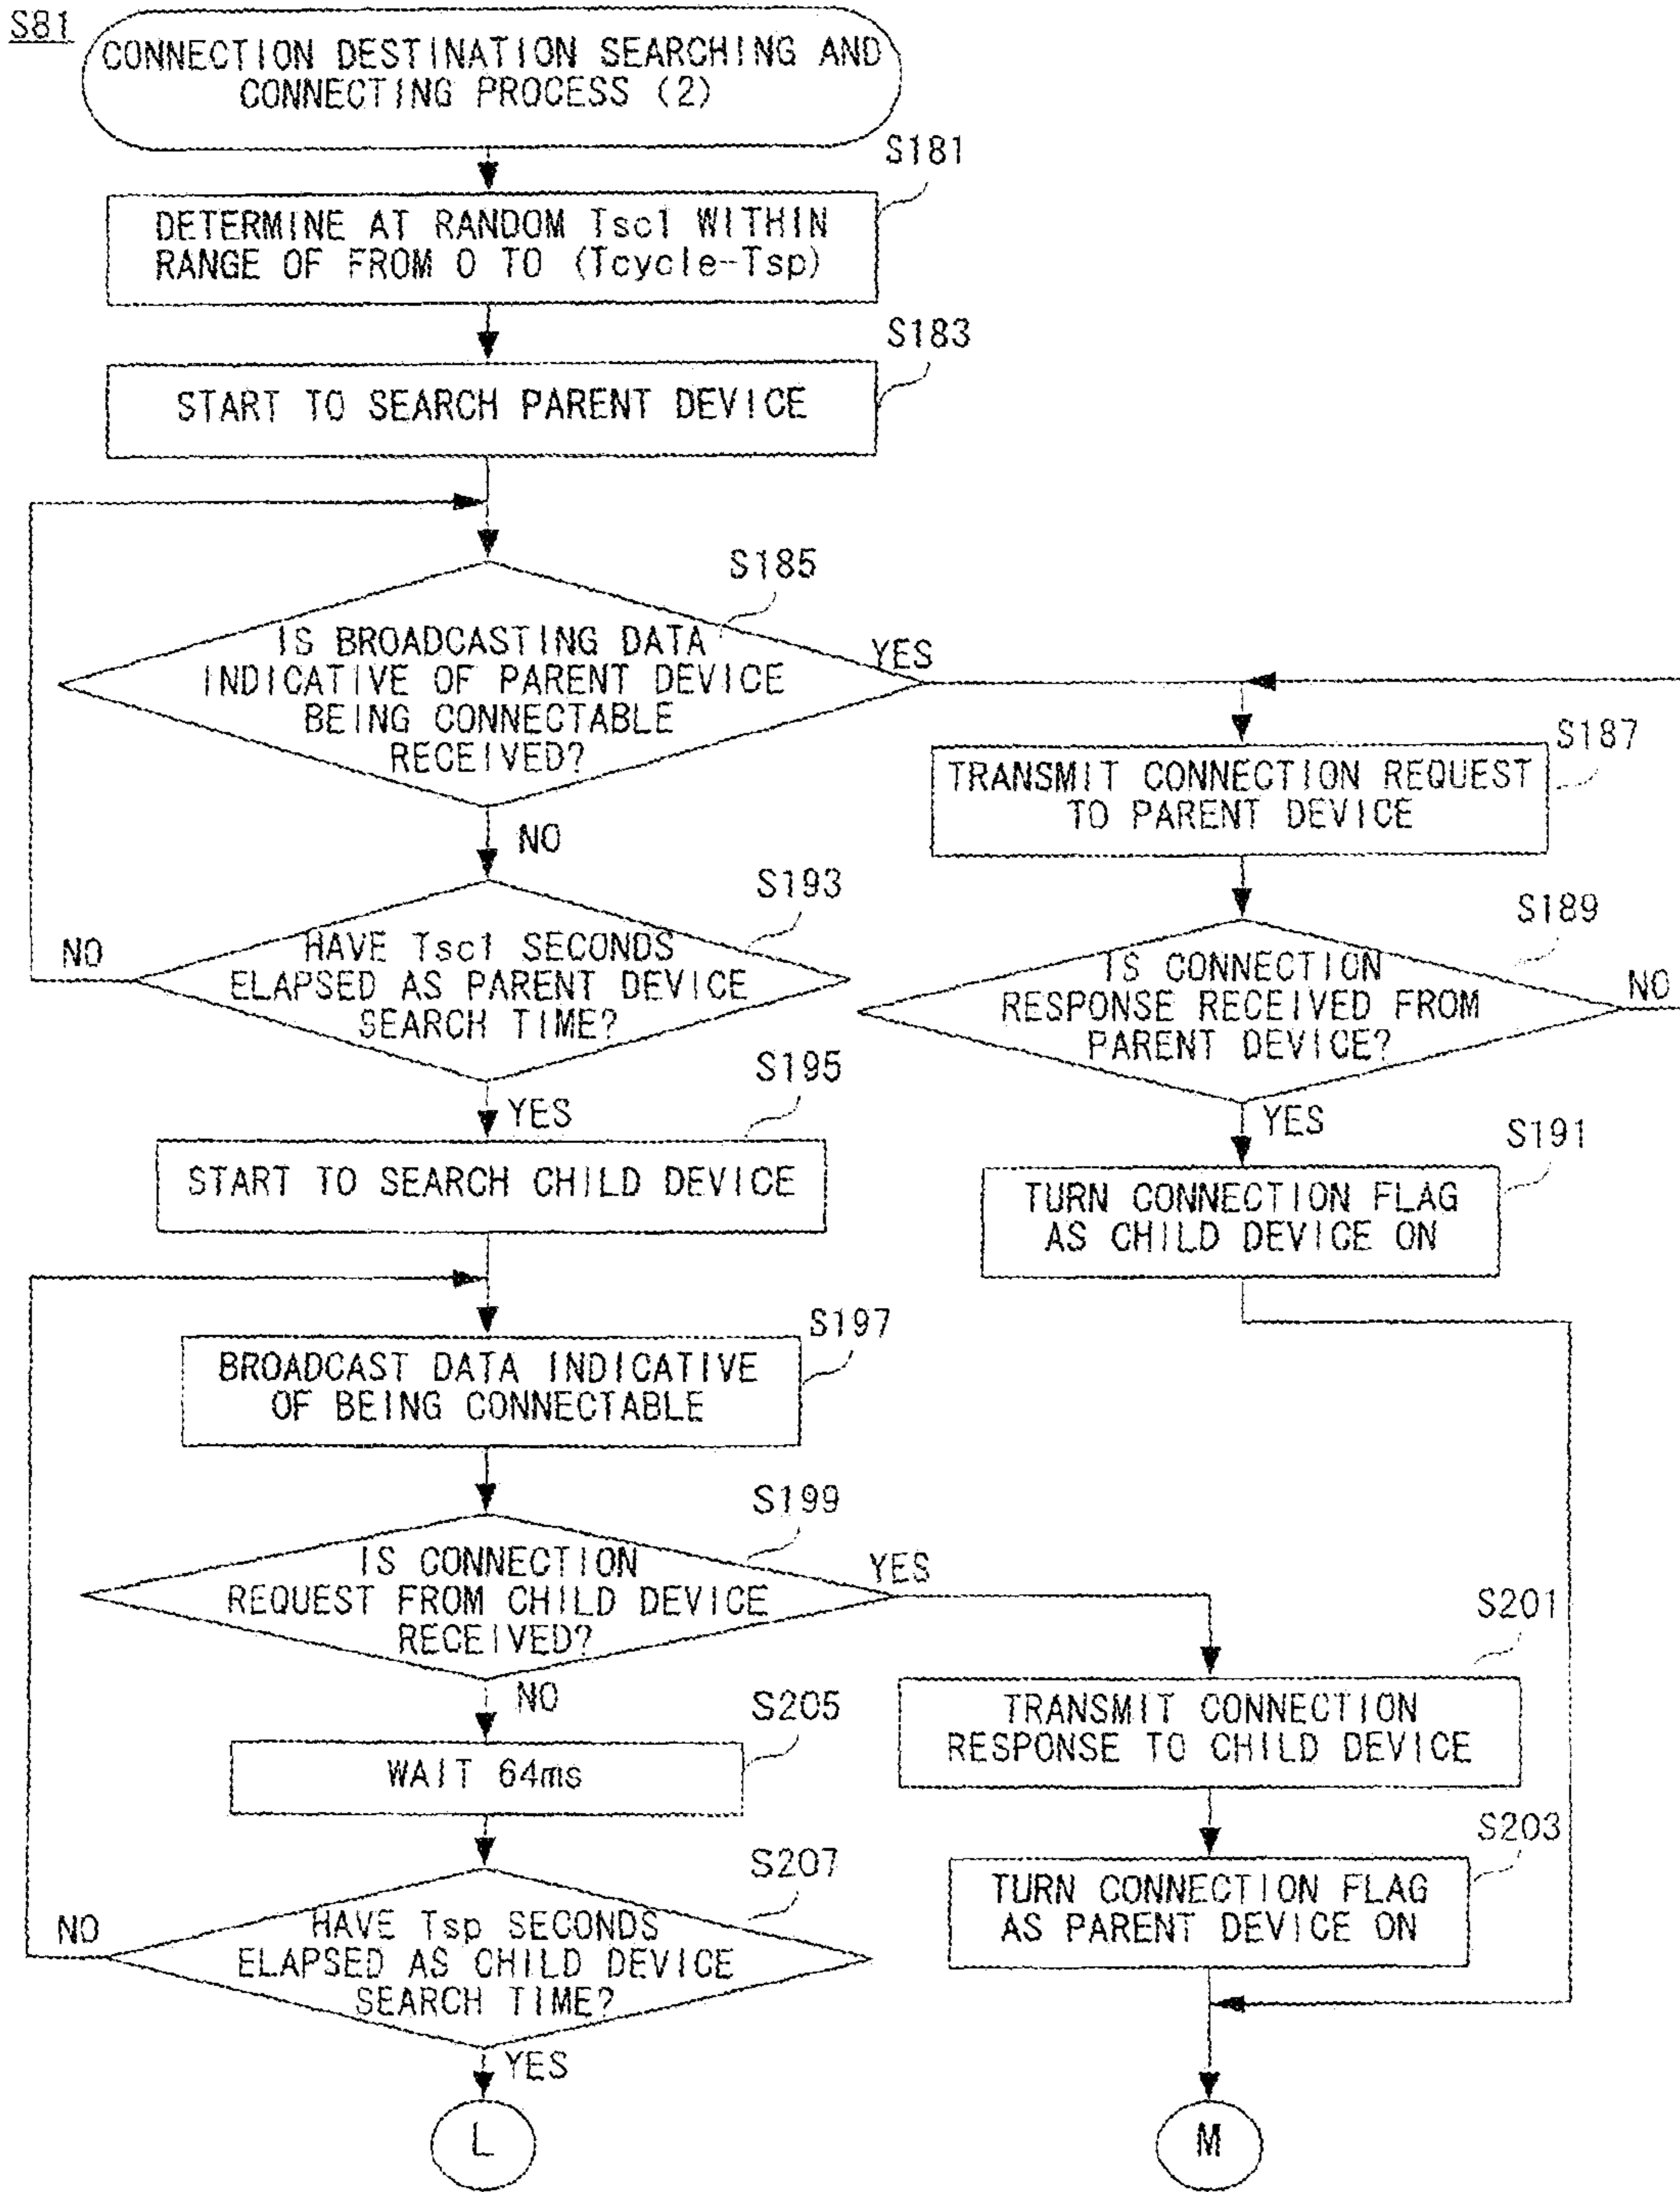 S81
CONNECTION DESTINATION SEARCHING AND
CONNECTING PROCESS (2)
S181
DETERMINE AT RANDOM Tsc1 WITHIN
RANGE OF FROM 0 TO (Tcycle-Tsp)
S183
START TO SEARCH PARENT DEVICE
S185
IS BROADCASTING DATA
INDICATIVE OF PARENT DEVICE
BEING CONNECTABLE
RECEIVED?
YES
NO
S187
TRANSMIT CONNECTION REQUEST
TO PARENT DEVICE
S193
HAVE Tsc1 SECONDS
ELAPSED AS PARENT DEVICE
SEARCH TIME?
NO
YES
S189
IS CONNECTION
RESPONSE RECEIVED FROM
PARENT DEVICE?
NO
YES
S195
START TO SEARCH CHILD DEVICE
S191
TURN CONNECTION FLAG
AS CHILD DEVICE ON
S197
BROADCAST DATA INDICATIVE
OF BEING CONNECTABLE
S199
IS CONNECTION
REQUEST FROM CHILD DEVICE
RECEIVED?
YES
NO
S201
TRANSMIT CONNECTION
RESPONSE TO CHILD DEVICE
S205
WAIT 64ms
S203
TURN CONNECTION FLAG
AS PARENT DEVICE ON
S207
HAVE Tsp SECONDS
ELAPSED AS CHILD DEVICE
SEARCH TIME?
NO
YES
L
M